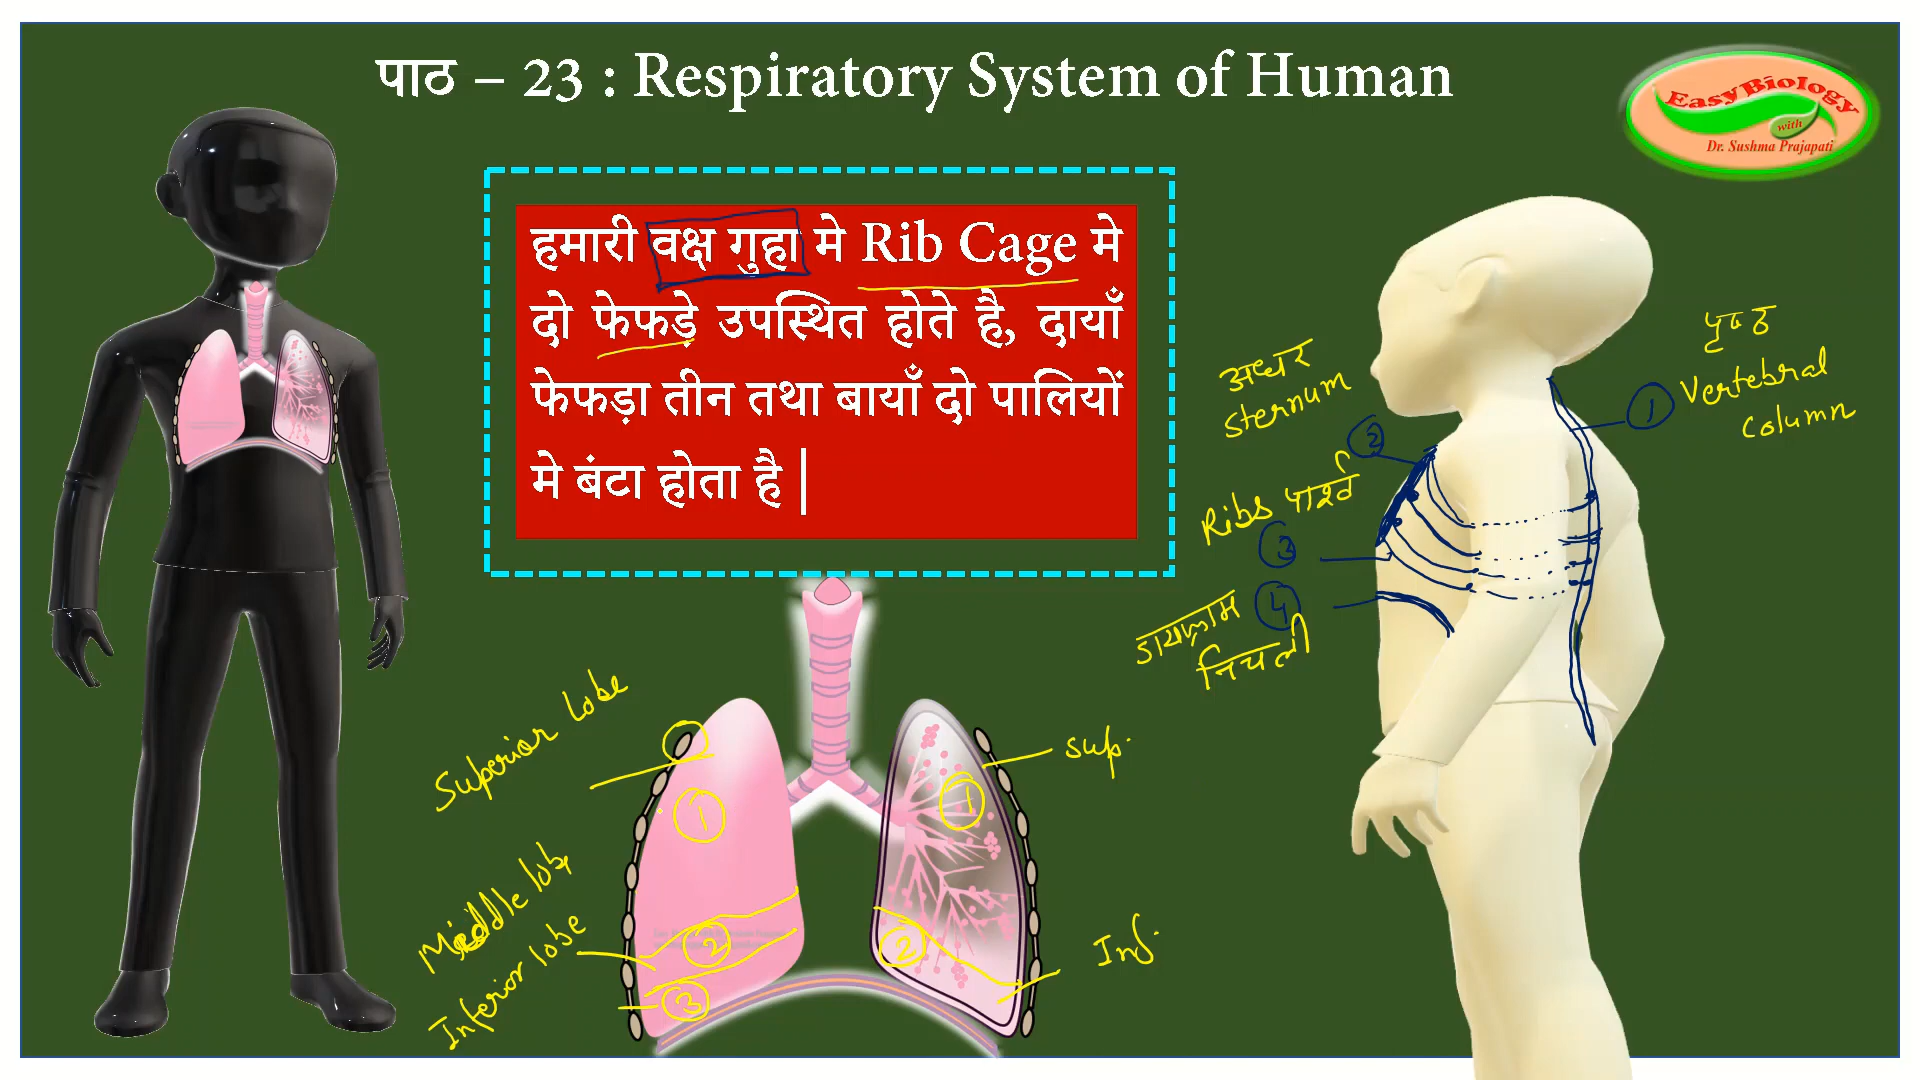 पाठ – 23 : Respiratory System of Human
EasyBiology
with
Dr. Sushma Prajapati
हमारी वक्ष गुहा मे Rib Cage मे
दो फेफड़े उपस्थित होते है, दायाँ
फेफड़ा तीन तथा बायाँ दो पालियों
मे बंटा होता है |
पृष्ठ
1 Vertebral
column
अधर
sternum
2
Ribs पार्श्व
3
डायफ्राम 4
निचली
Superior lobe
1
Middle lobe
2
Inferior lobe
3
sup.
1
2
Inf.